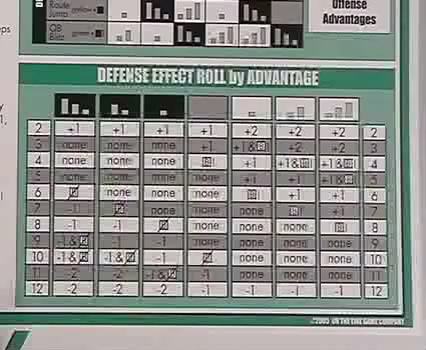 Route
Jump yellow
QB
Blitz green
Offense
Advantages
DEFENSE EFFECT ROLL by ADVANTAGE
2 +1 +1 +1 +1 +2 +2 +2 2
3 none none none +1 +1& +2 +2 3
4 none none none +1 +1& +1& 4
5 none none none none +1 +1 +1& 5
6 none none none +1 +1 6
7 -1 none none none +1 7
8 -1 -1 none none none 8
9 -1& -1 -1 none none none none 9
10 -1& -1& -1 none none none 10
11 -2 -2 -1& -1 none none none 11
12 -2 -2 -2 -1 -1 -1 -1 12